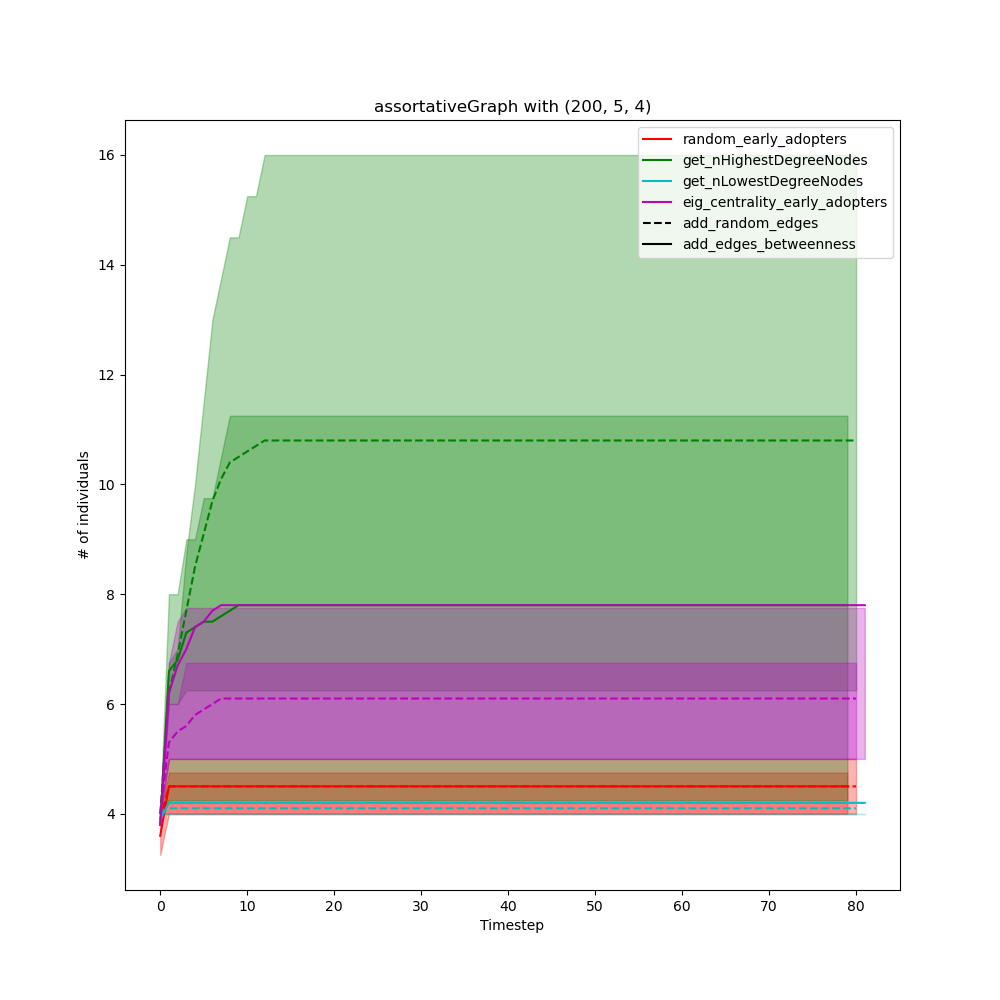 assortativeGraph with (200, 5, 4)
random_early_adopters
get_nHighestDegreeNodes
get_nLowestDegreeNodes
eig_centrality_early_adopters
add_random_edges
add_edges_betweenness
16
14
12
10
8
6
4
# of individuals
0 10 20 30 40 50 60 70 80
Timestep